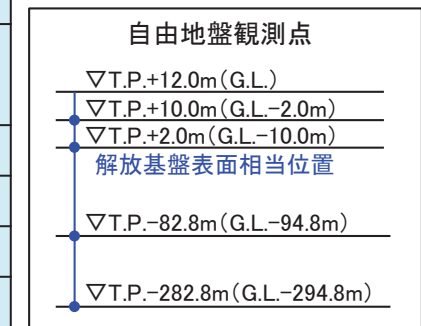 自由地盤観測点
▽T.P.+12.0m(G.L.)
▽T.P.+10.0m(G.L.-2.0m)
▽T.P.+2.0m(G.L.-10.0m)
解放基盤表面相当位置
▽T.P.-82.8m(G.L.-94.8m)
▽T.P.-282.8m(G.L.-294.8m)